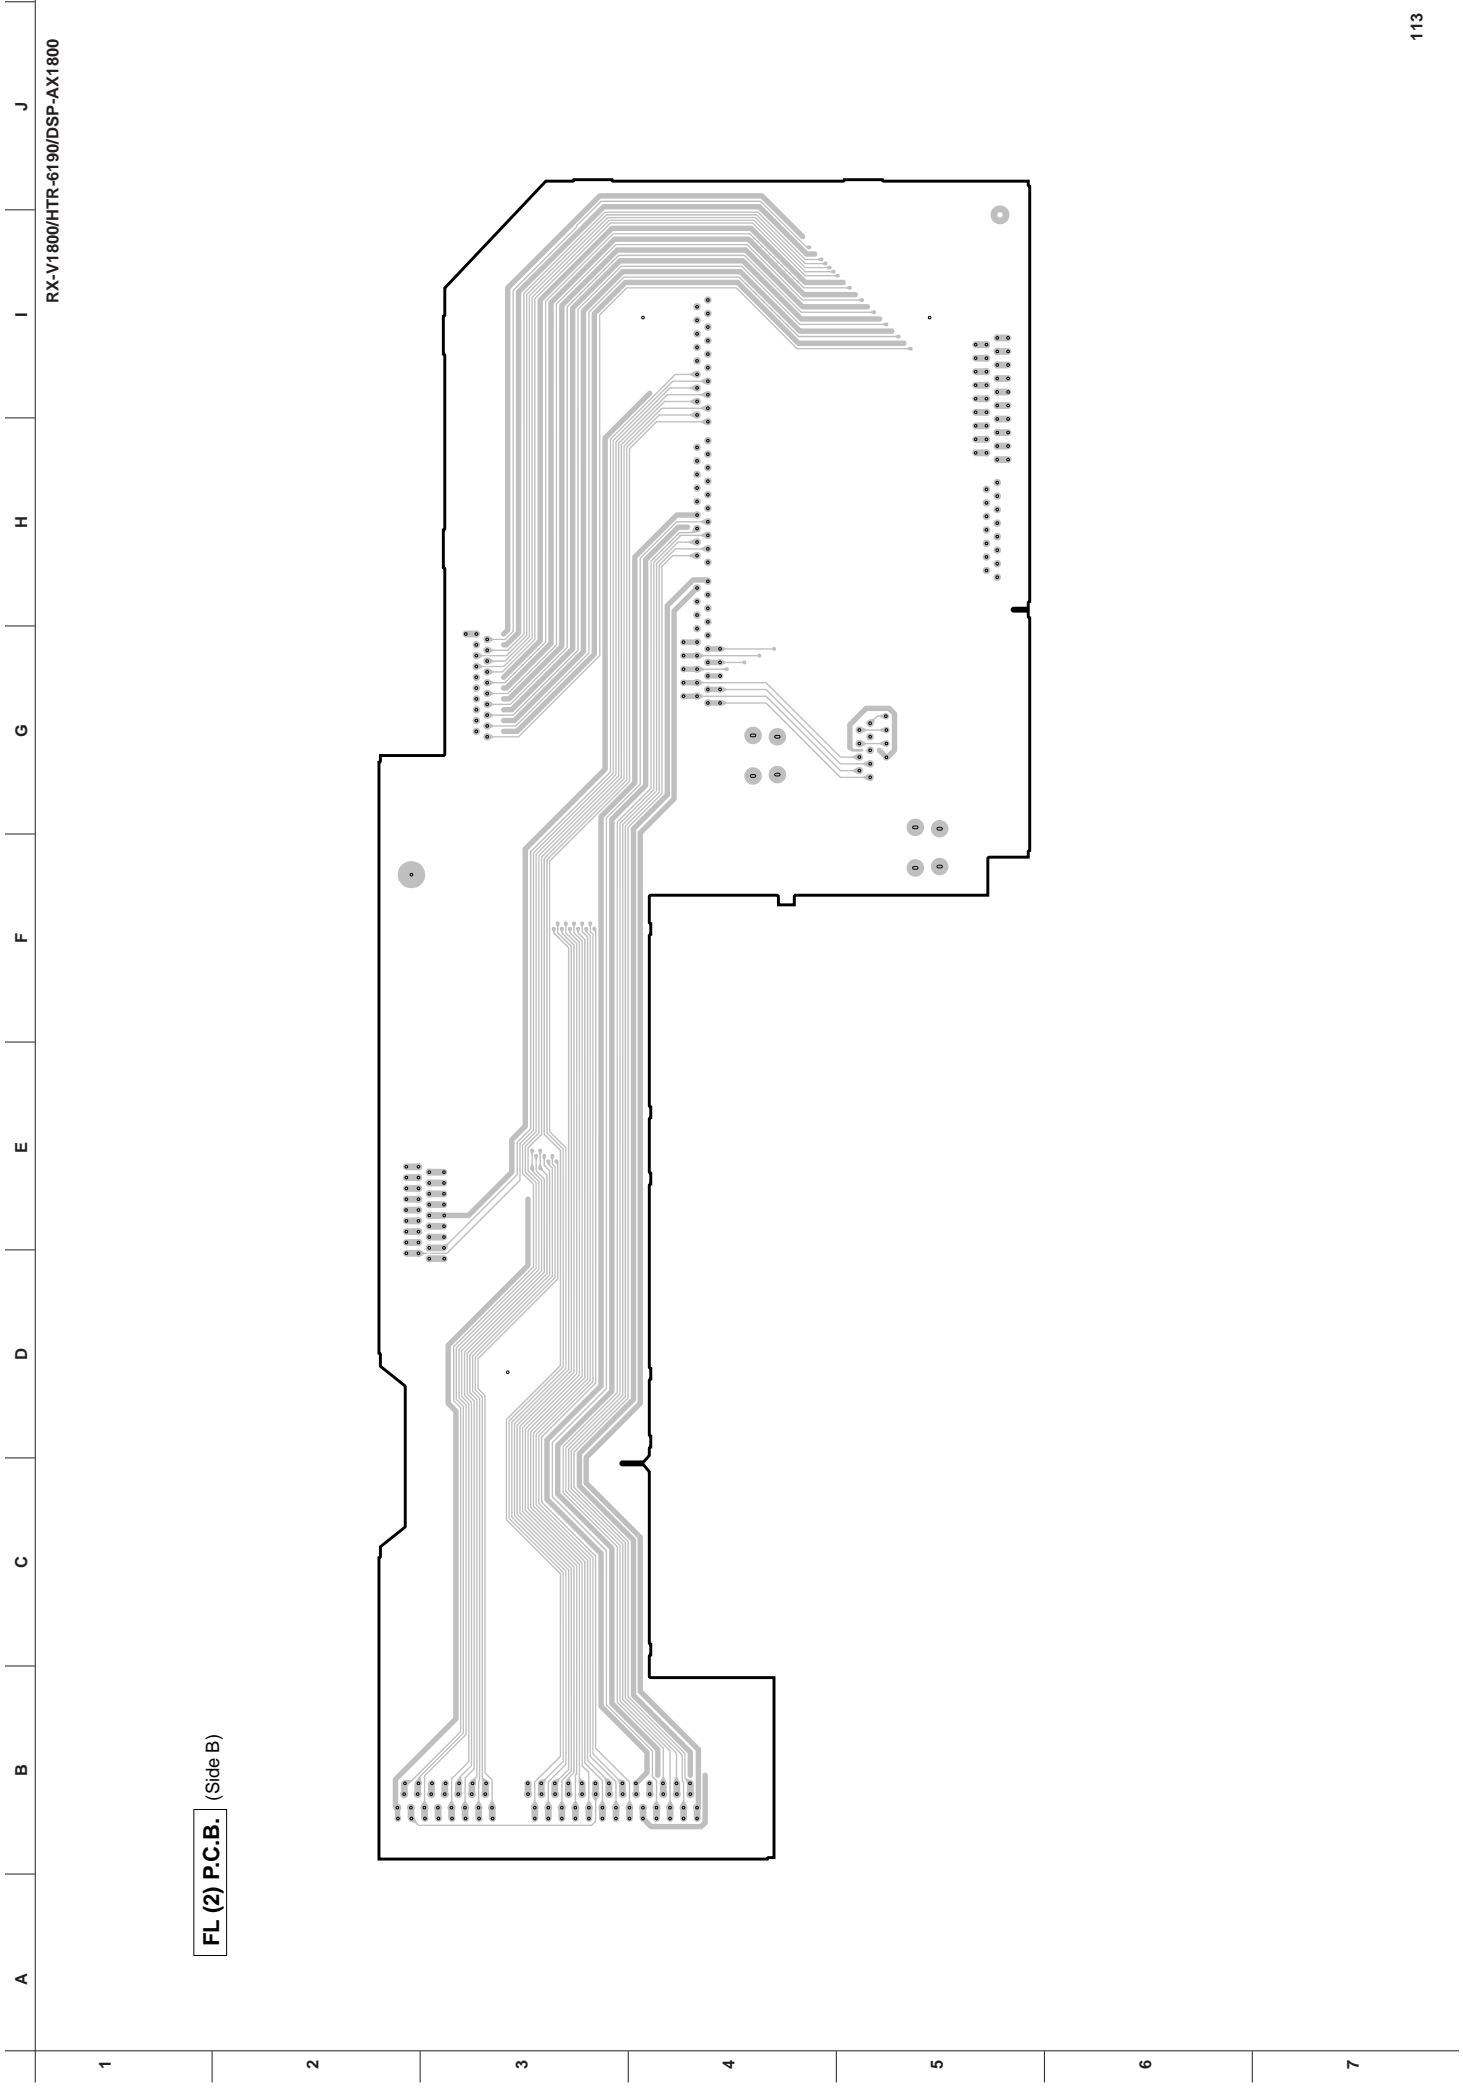 A B C D E F G H I J
RX-V1800/HTR-6190/DSP-AX1800
FL (2) P.C.B. (Side B)
1
2
3
4
5
6
7
113